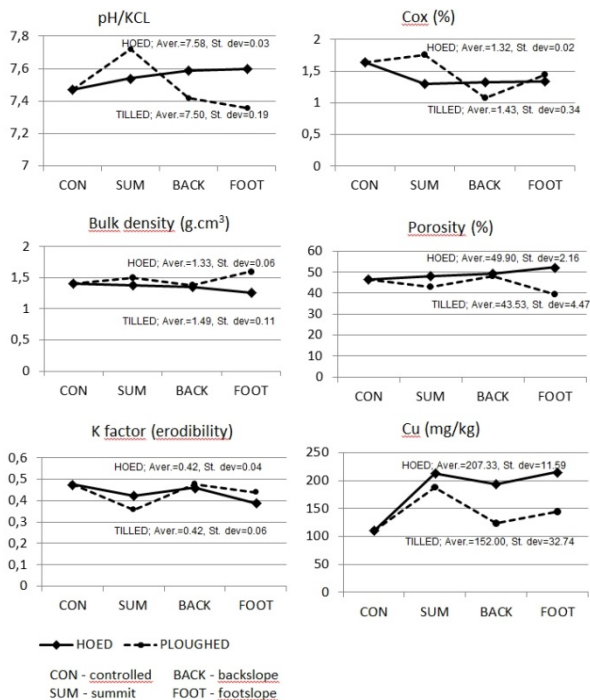 pH/KCL
7,8
7,6
7,4
7,2
7
HOED; Aver.=7.58, St. dev=0.03
TILLED; Aver.=7.50, St. dev=0.19
CON SUM BACK FOOT
Cox (%)
2
1,5
1
0,5
0
HOED; Aver.=1.32, St. dev=0.02
TILLED; Aver.=1.43, St. dev=0.34
CON SUM BACK FOOT
Bulk density (g.cm³)
2
1,5
1
0,5
0
HOED; Aver.=1.33, St. dev=0.06
TILLED; Aver.=1.49, St. dev=0.11
CON SUM BACK FOOT
Porosity (%)
60
50
40
30
20
10
0
HOED; Aver.=49.90, St. dev=2.16
TILLED; Aver.=43.53, St. dev=4.47
CON SUM BACK FOOT
K factor (erodibility)
0,6
0,5
0,4
0,3
0,2
0,1
0
HOED; Aver.=0.42, St. dev=0.04
TILLED; Aver.=0.42, St. dev=0.06
CON SUM BACK FOOT
Cu (mg/kg)
250
200
150
100
50
0
HOED; Aver.=207.33, St. dev=11.59
TILLED; Aver.=152.00, St. dev=32.74
CON SUM BACK FOOT
HOED PLOUGHED
CON - controlled BACK - backslope
SUM - summit FOOT - footslope